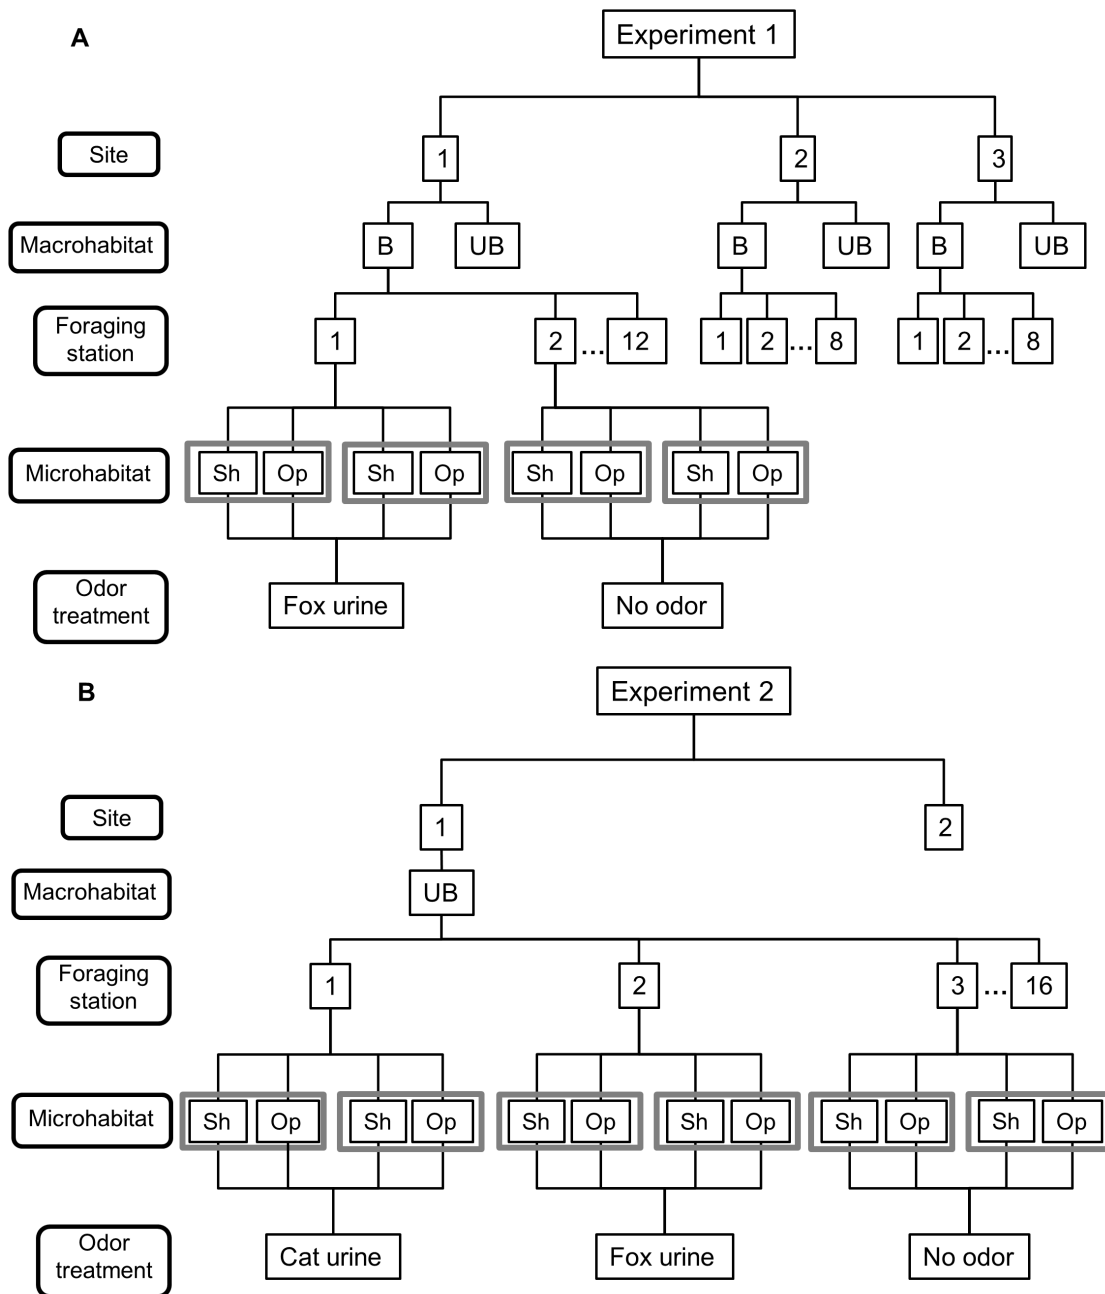 A
Experiment 1
Site
1
2
3
Macrohabitat
B
UB
B
UB
B
UB
Foraging
station
1
2
...
12
1
2
...
8
1
2
...
8
Microhabitat
Sh
Op
Sh
Op
Sh
Op
Sh
Op
Odor
treatment
Fox urine
No odor
B
Experiment 2
Site
1
2
Macrohabitat
UB
Foraging
station
1
2
3
...
16
Microhabitat
Sh
Op
Sh
Op
Sh
Op
Sh
Op
Sh
Op
Sh
Op
Odor
treatment
Cat urine
Fox urine
No odor